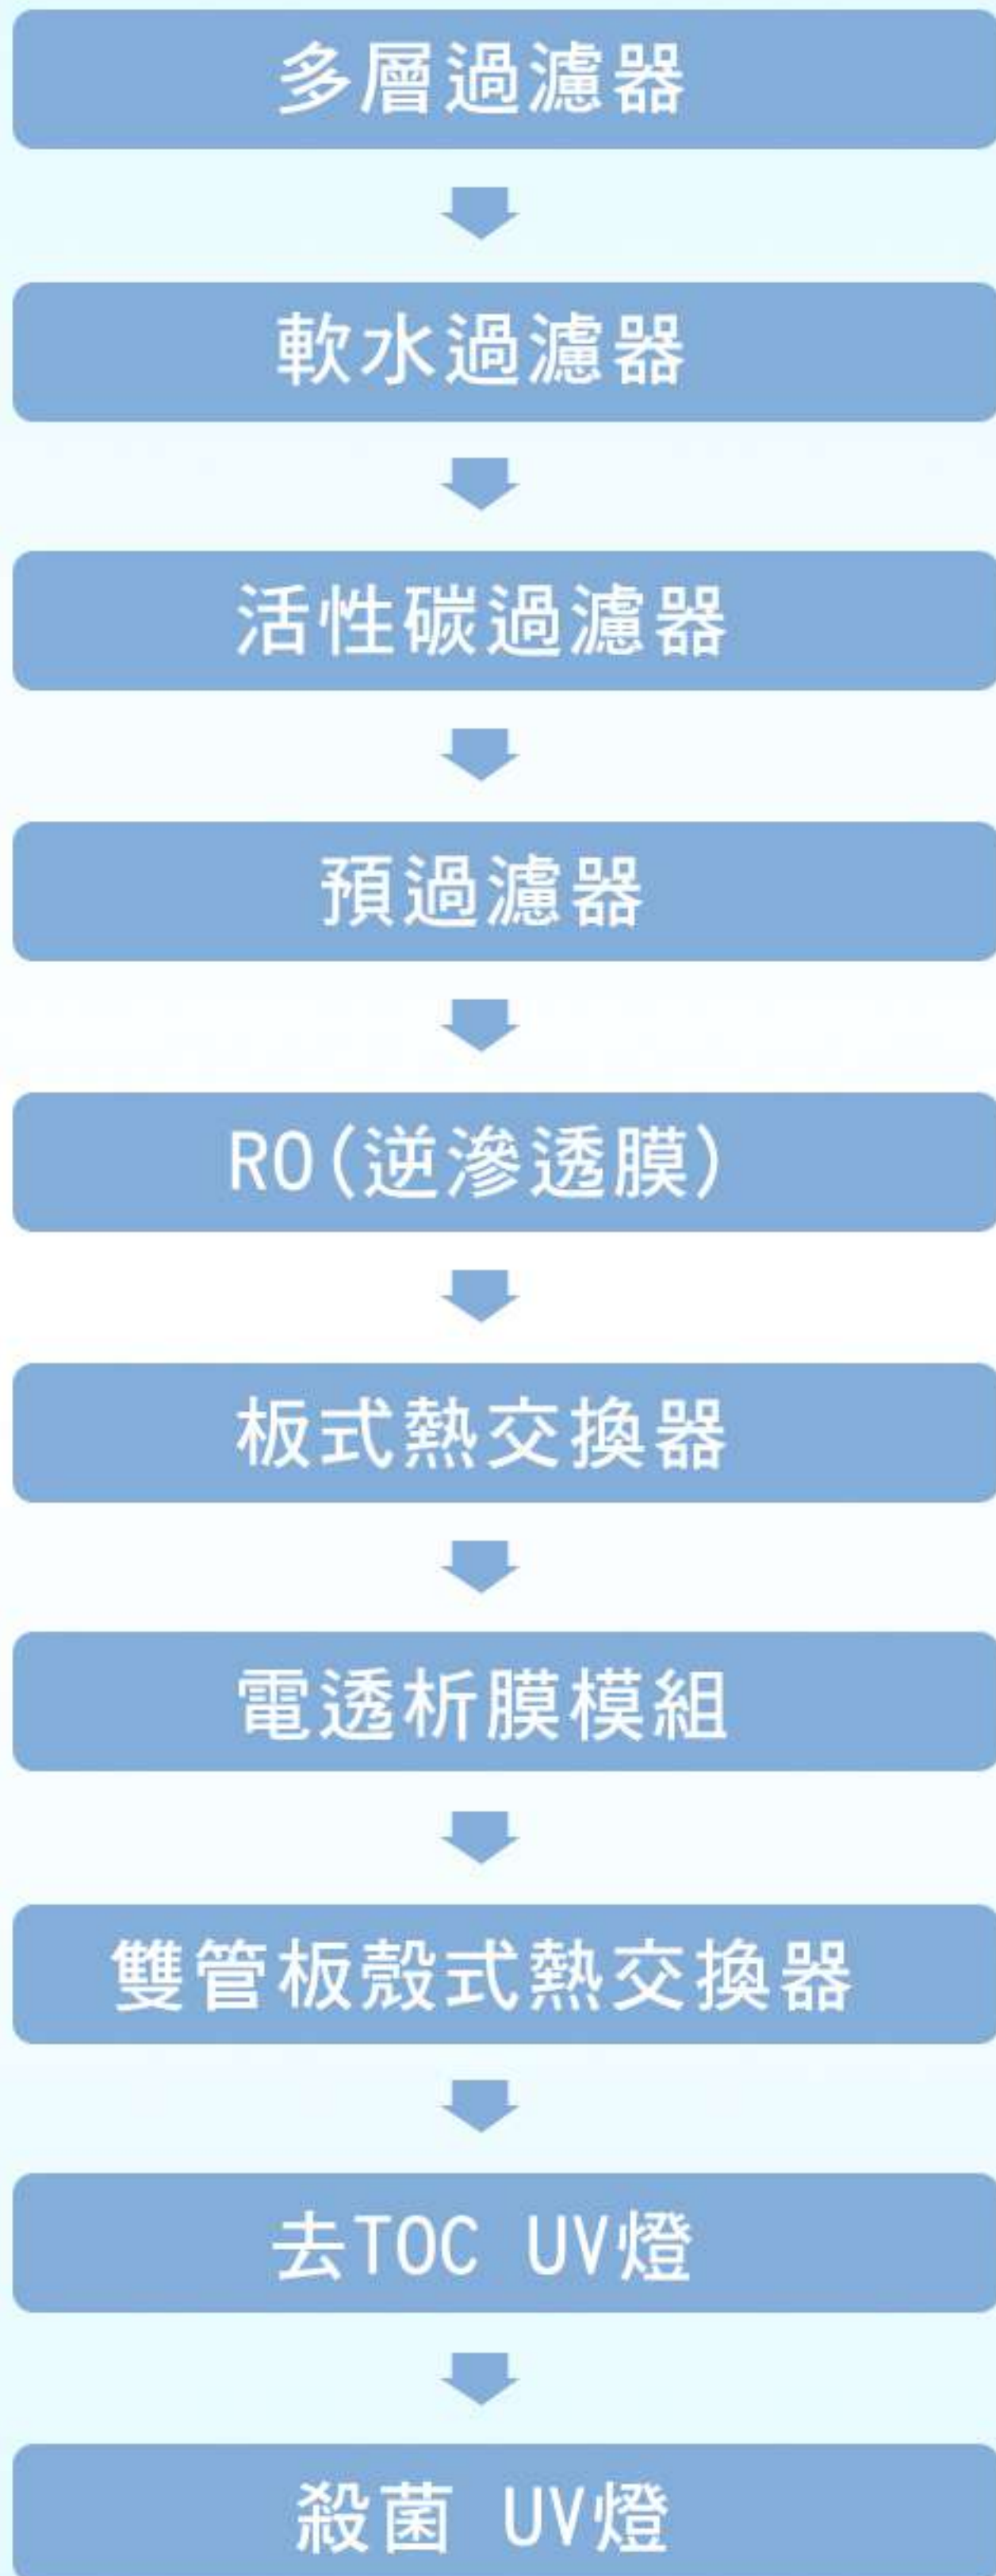 多層過濾器
軟水過濾器
活性碳過濾器
預過濾器
RO(逆滲透膜)
板式熱交換器
電透析膜模組
雙管板殼式熱交換器
去TOC UV燈
殺菌 UV燈